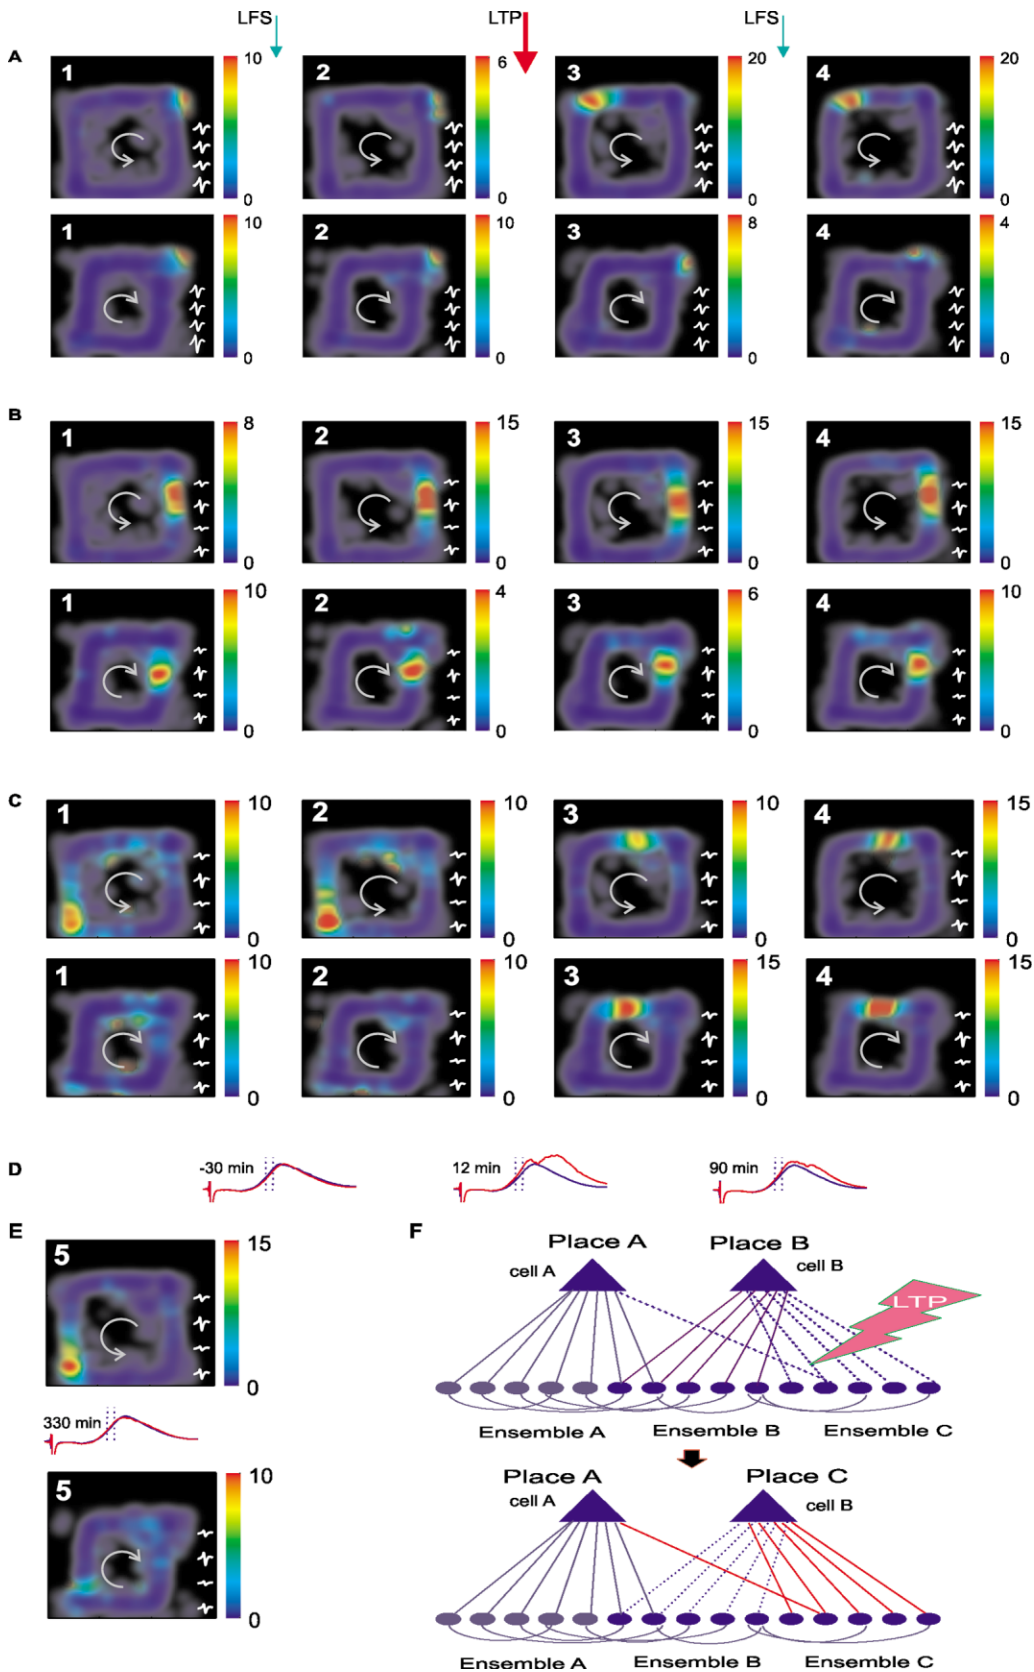 LFS LTP LFS
A
1 10 0 2 6 0 3 20 0 4 20 0
1 10 0 2 10 0 3 8 0 4 4 0
B
1 8 0 2 15 0 3 15 0 4 15 0
1 10 0 2 4 0 3 6 0 4 10 0
C
1 10 0 2 10 0 3 10 0 4 15 0
1 10 0 2 10 0 3 15 0 4 15 0
D
-30 min 12 min 90 min
E
5 15 0
330 min
5 10 0
F
Place A Place B
cell A cell B
LTP
Ensemble A Ensemble B Ensemble C
Place A Place C
cell A cell B
Ensemble A Ensemble B Ensemble C